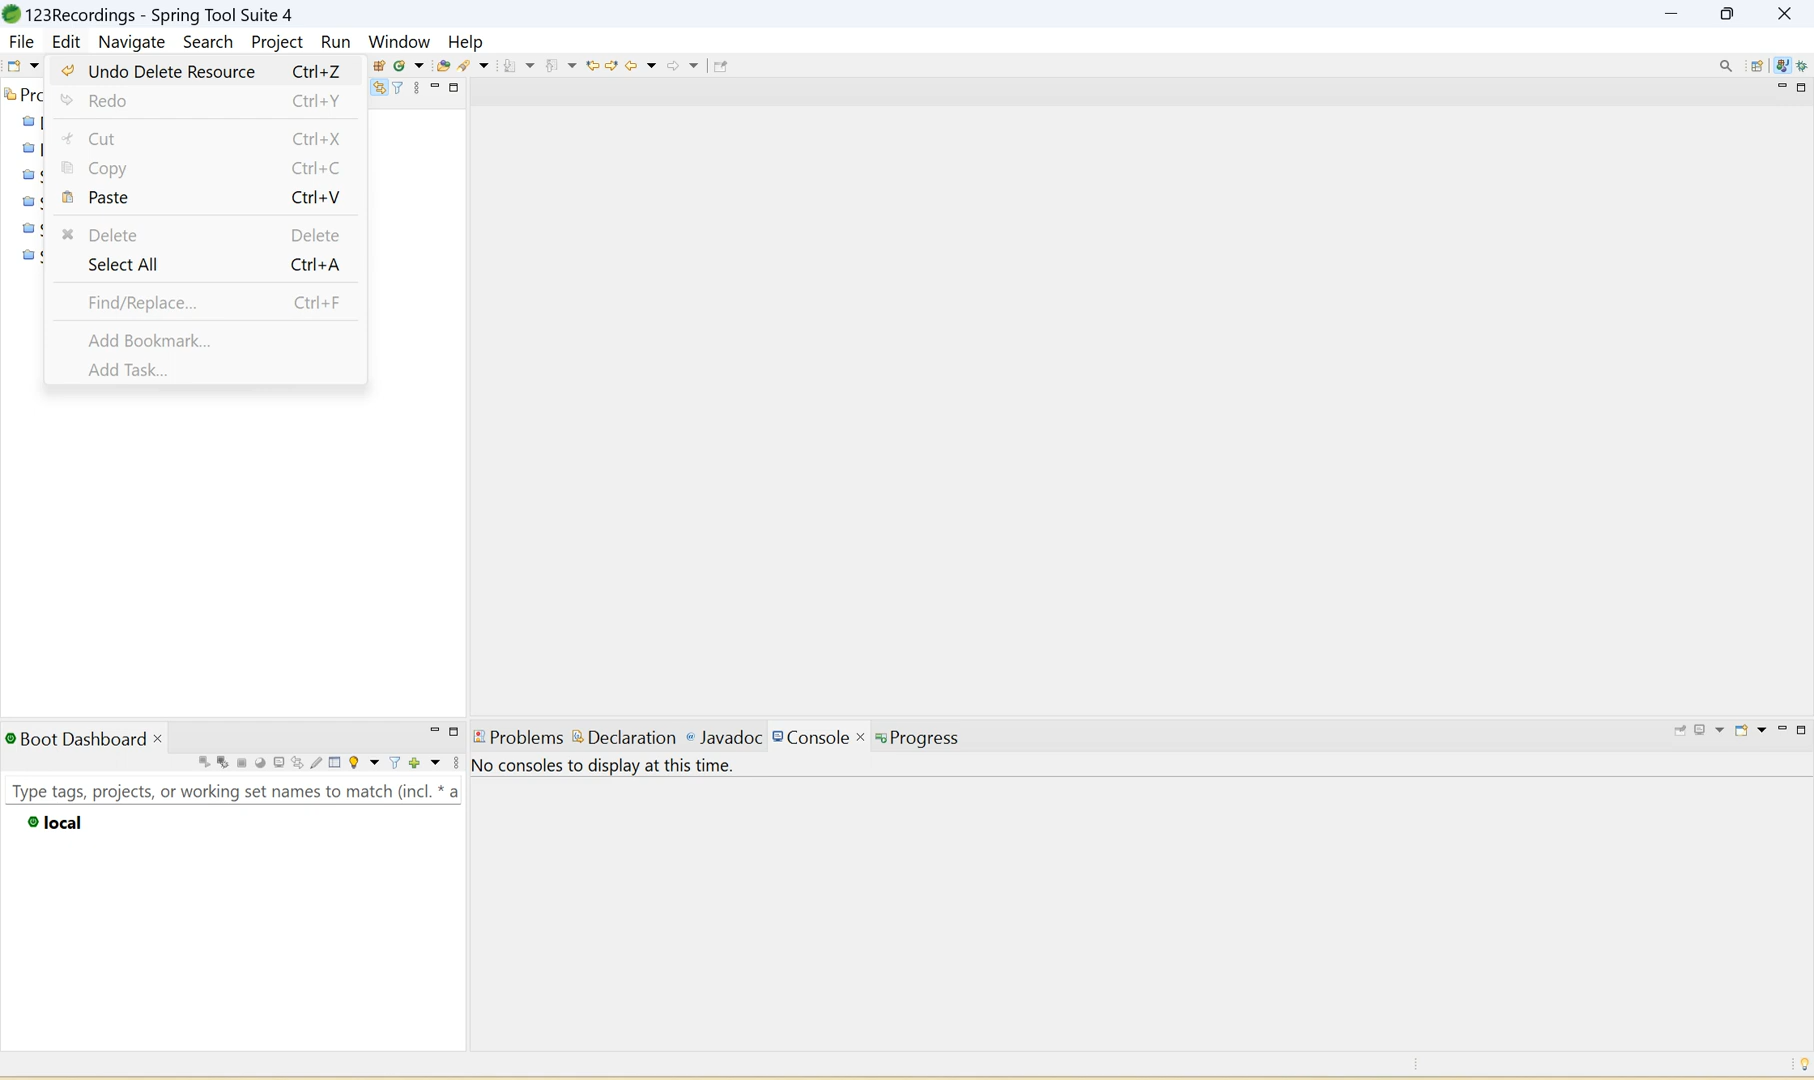 123Recordings - Spring Tool Suite 4
File Edit Navigate Search Project Run Window Help
Undo Delete Resource Ctrl+Z
Redo Ctrl+Y
Cut Ctrl+X
Copy Ctrl+C
Paste Ctrl+V
Delete Delete
Select All Ctrl+A
Find/Replace... Ctrl+F
Add Bookmark...
Add Task...
Boot Dashboard
Type tags, projects, or working set names to match (incl. * a
local
Problems Declaration Javadoc Console Progress
No consoles to display at this time.